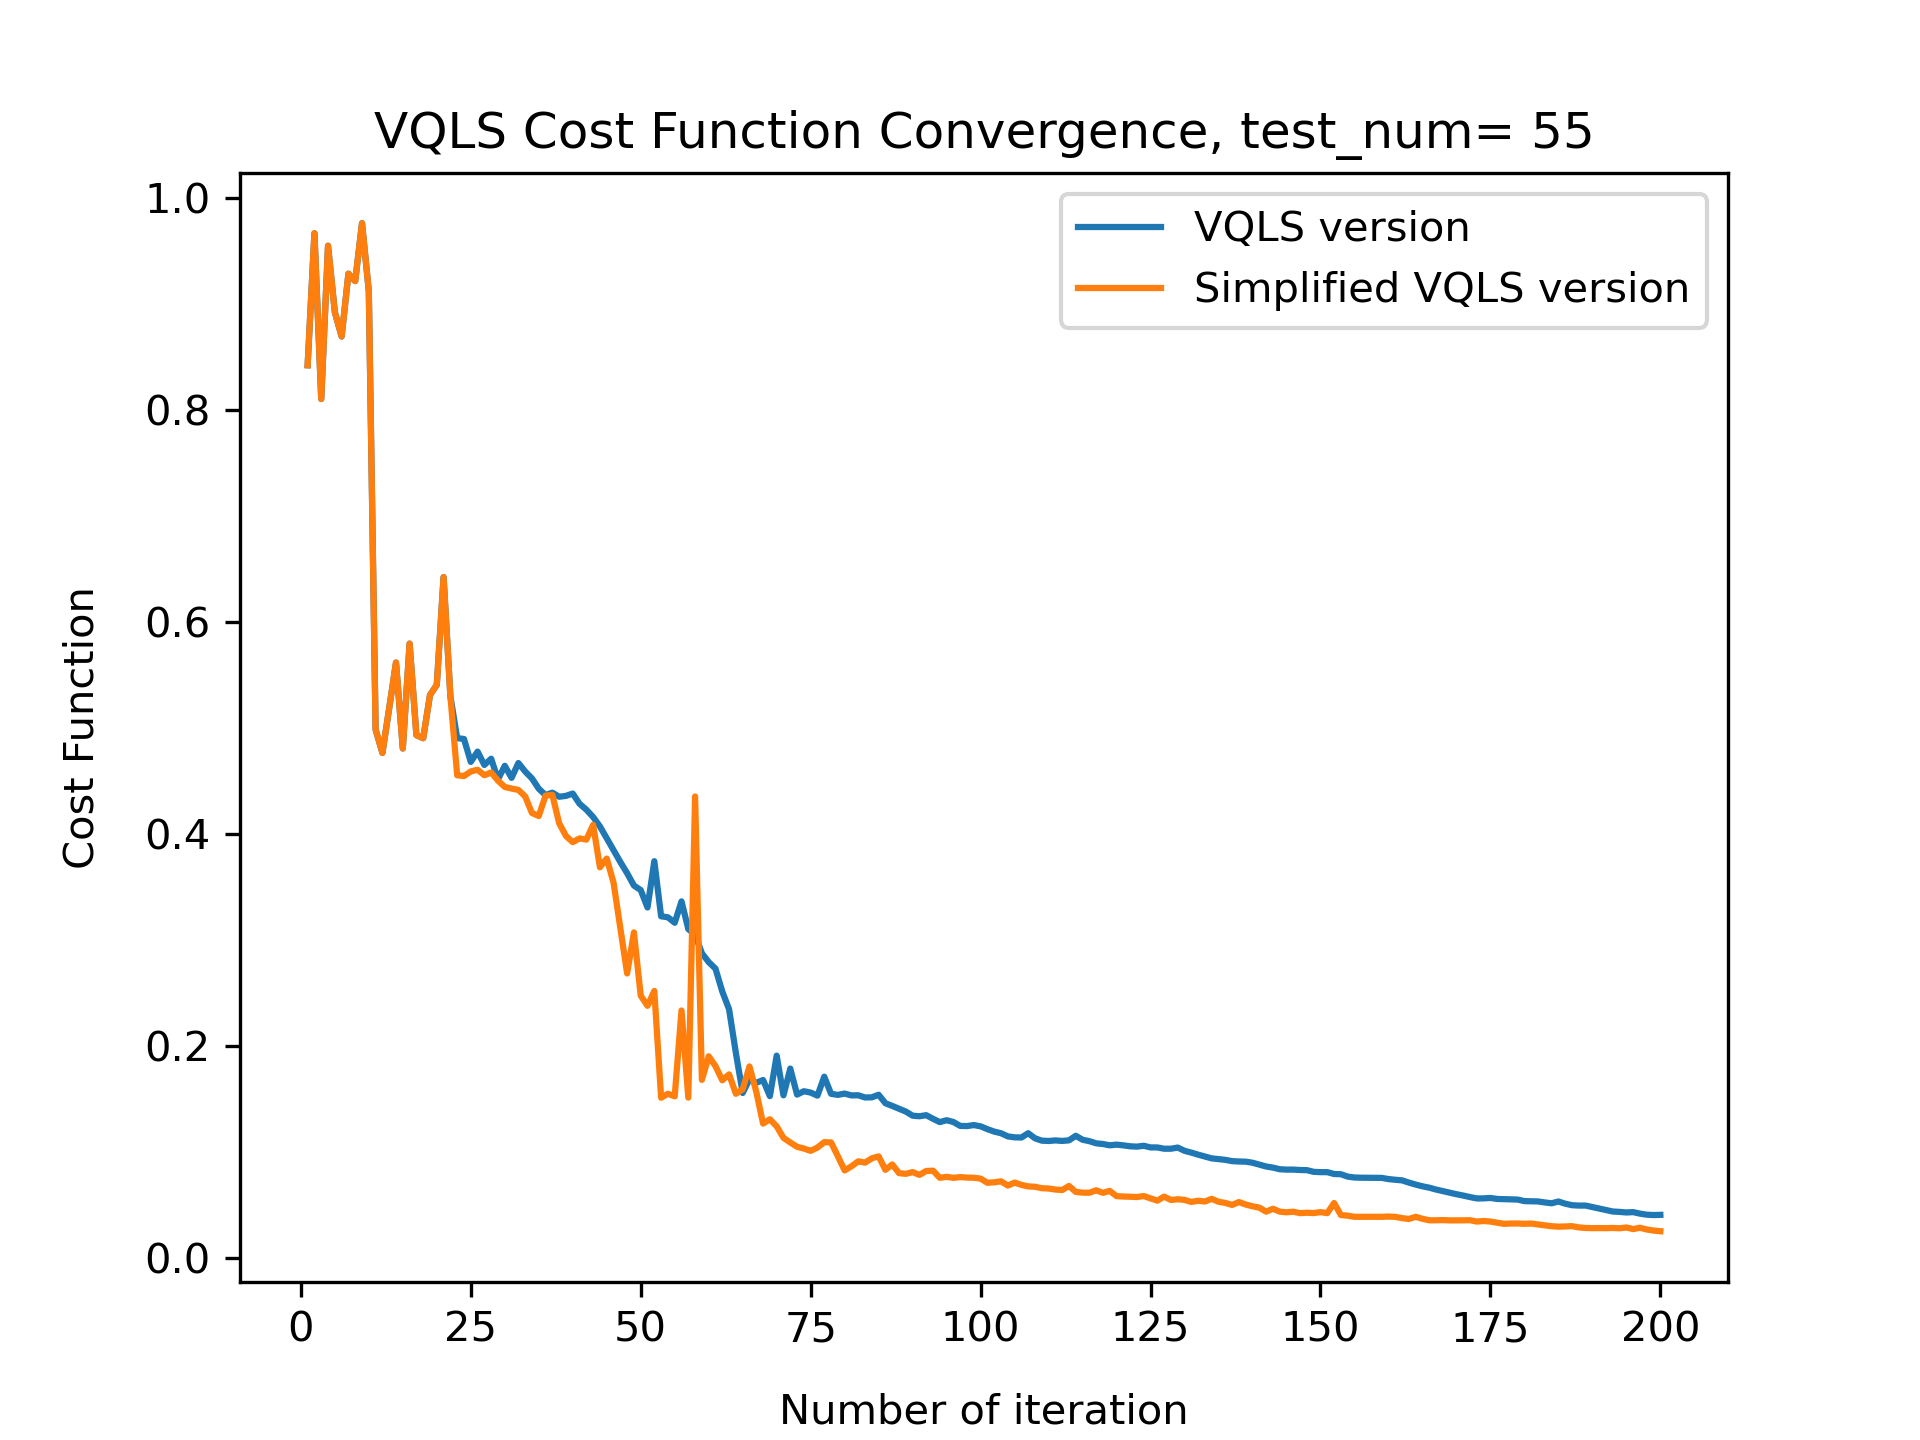 VQLS Cost Function Convergence, test_num= 55
VQLS version
Simplified VQLS version
Cost Function
1.0
0.8
0.6
0.4
0.2
0.0
0 25 50 75 100 125 150 175 200
Number of iteration